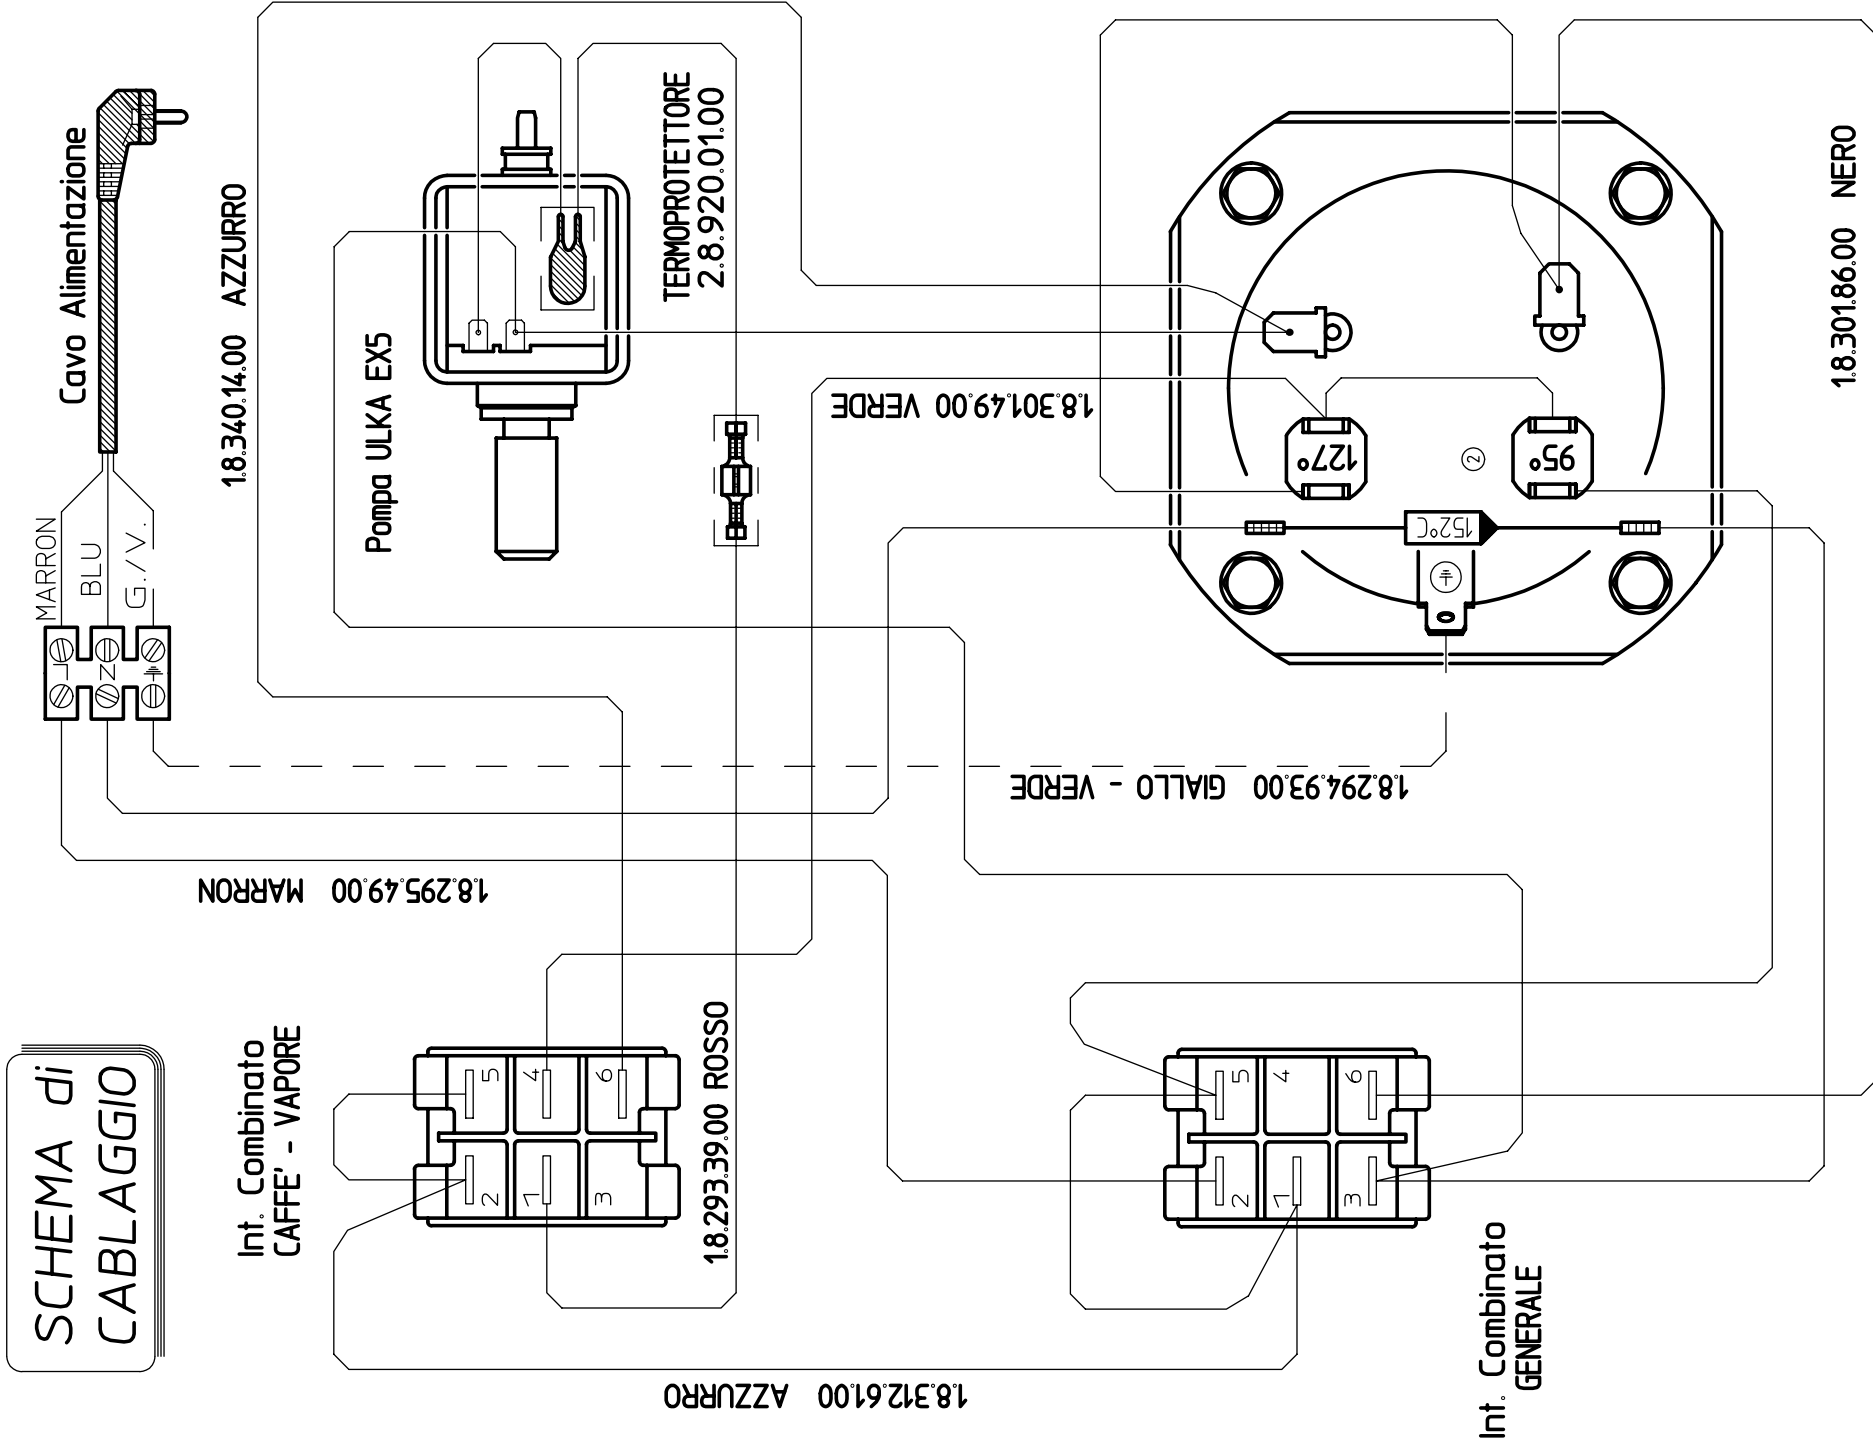 SCHEMA di
CABLAGGIO
Cavo Alimentazione
MARRON
BLU
G./V.
L
N
1.8.340.14.00 AZZURRO
Pompa ULKA EX5
TERMOPROTETTORE
2.8.920.01.00
1.8.301.49.00 VERDE
127°
95°
2
152°C
1.8.301.86.00 NERO
1.8.294.93.00 GIALLO - VERDE
1.8.295.49.00 MARRON
Int. Combinato
CAFFE' - VAPORE
2 5
1 4
3 6
1.8.293.39.00 ROSSO
1.8.312.61.00 AZZURRO
2 5
1 4
3 6
Int. Combinato
GENERALE